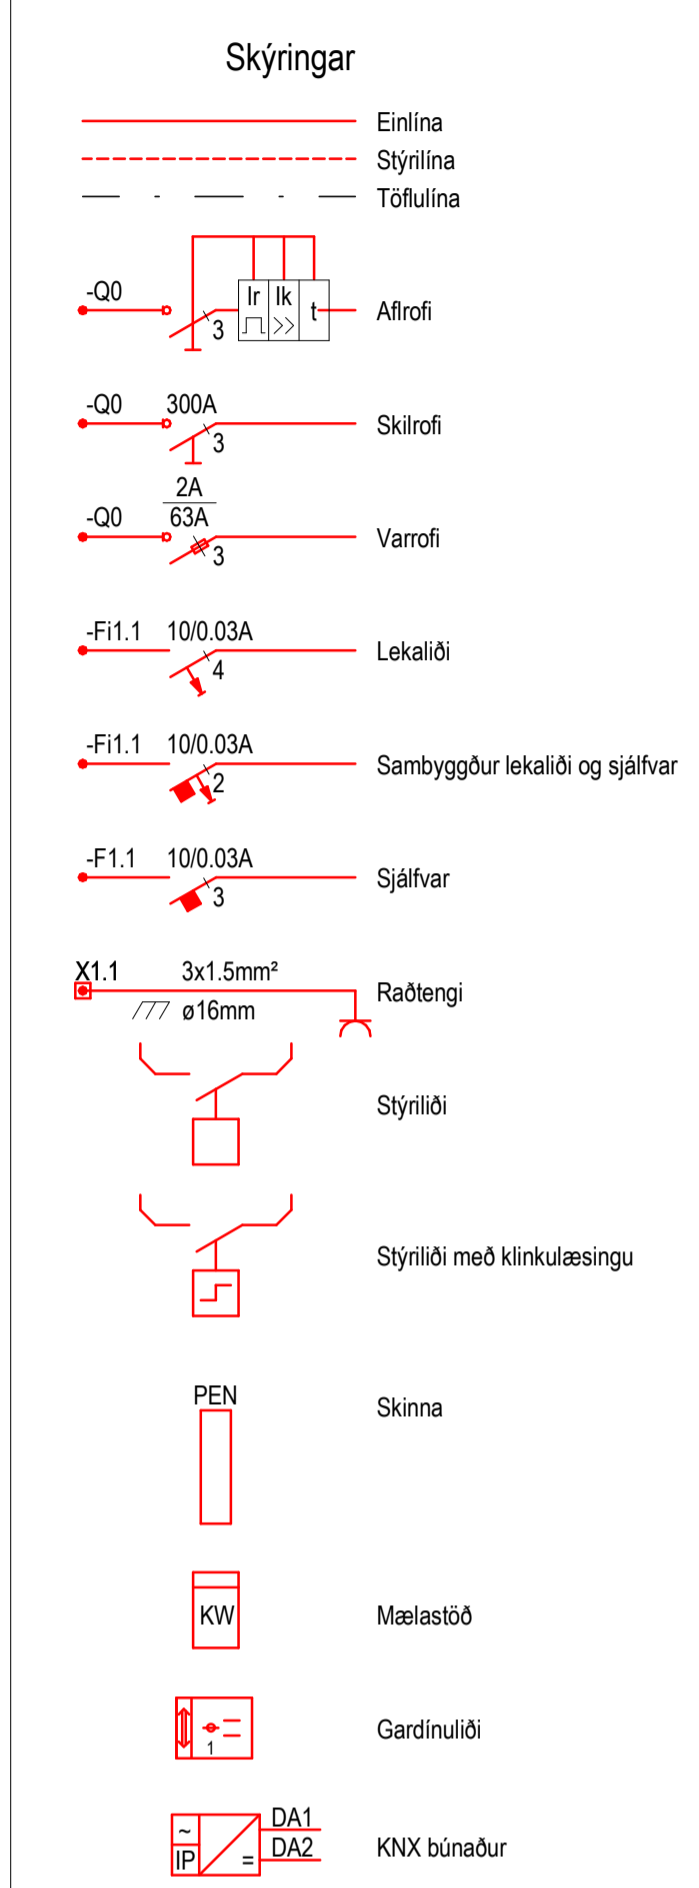 Skýringar
Einlína
Stýrilína
Töflulína
-Q0 3 Ir Ik >> t Aflrofi
-Q0 300A 3 Skilrofi
2A
-Q0 63A 3 Varrofi
-Fi1.1 10/0.03A 4 Lekaliði
-Fi1.1 10/0.03A 2 Sambyggður lekaliði og sjálfvar
-F1.1 10/0.03A 3 Sjálfvar
X1.1 3x1.5mm² Raðtengi
ø16mm
Stýriliði
Stýriliði með klinkulæsingu
PEN Skinna
KW Mælastöð
1 Gardínuliði
~ DA1
IP = DA2 KNX búnaður